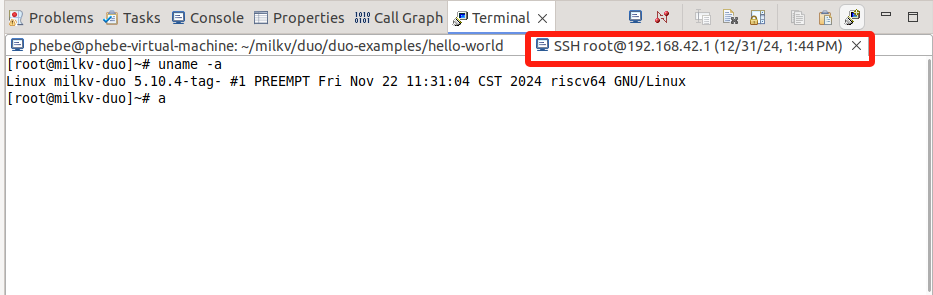 Problems Tasks Console Properties Call Graph Terminal
phebe@phebe-virtual-machine: ~/milkv/duo/duo-examples/hello-world SSH root@192.168.42.1 (12/31/24, 1:44 PM)
[root@milkv-duo]~# uname -a
Linux milkv-duo 5.10.4-tag- #1 PREEMPT Fri Nov 22 11:31:04 CST 2024 riscv64 GNU/Linux
[root@milkv-duo]~# a